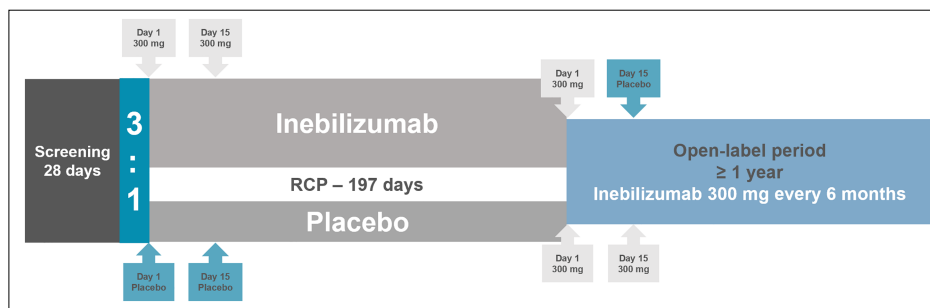 Day 1
300 mg
Day 15
300 mg
Day 1
300 mg
Day 15
Placebo
Screening
28 days
3
:
1
Inebilizumab
RCP – 197 days
Placebo
Open-label period
≥ 1 year
Inebilizumab 300 mg every 6 months
Day 1
Placebo
Day 15
Placebo
Day 1
300 mg
Day 15
300 mg